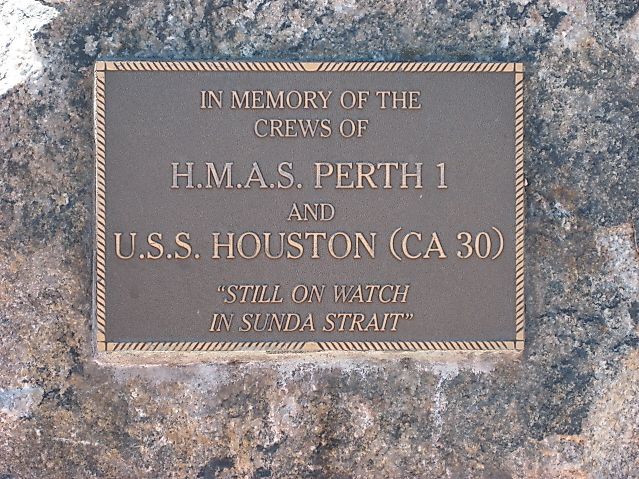 IN MEMORY OF THE
CREWS OF
H.M.A.S. PERTH 1
AND
U.S.S. HOUSTON (CA 30)
“STILL ON WATCH
IN SUNDA STRAIT”